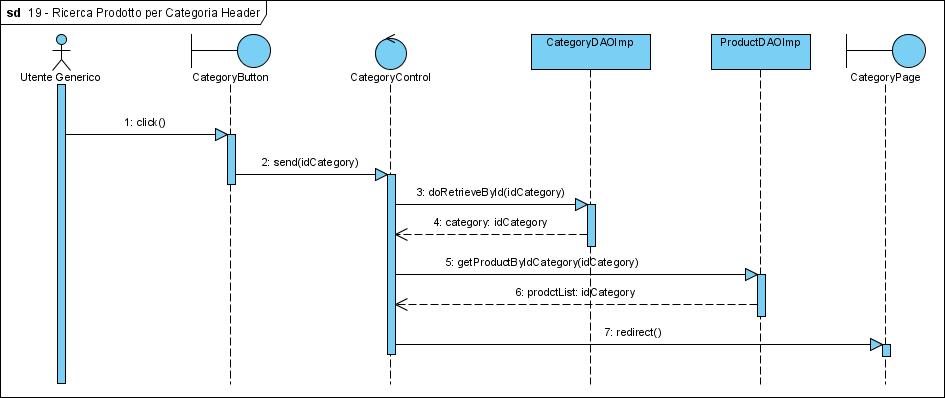 sd 19 - Ricerca Prodotto per Categoria Header
CategoryDAOImp
ProductDAOImp
Utente Generico
CategoryButton
CategoryControl
CategoryPage
1: click()
2: send(idCategory)
3: doRetrieveById(idCategory)
4: category: idCategory
5: getProductByIdCategory(idCategory)
6: prodctList: idCategory
7: redirect()